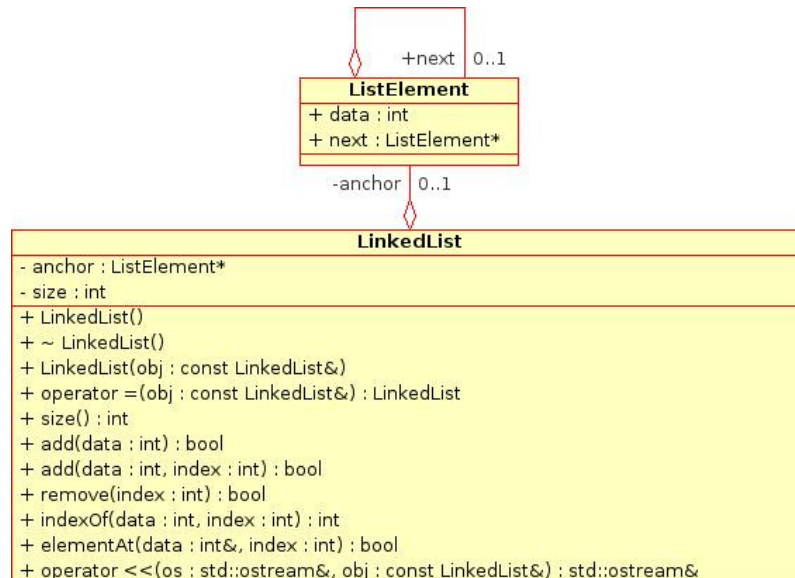 +next 0..1
ListElement
+ data : int
+ next : ListElement*
-anchor 0..1
LinkedList
- anchor : ListElement*
- size : int
+ LinkedList()
+ ~ LinkedList()
+ LinkedList(obj : const LinkedList&)
+ operator =(obj : const LinkedList&) : LinkedList
+ size() : int
+ add(data : int) : bool
+ add(data : int, index : int) : bool
+ remove(index : int) : bool
+ indexOf(data : int, index : int) : int
+ elementAt(data : int&, index : int) : bool
+ operator <<(os : std::ostream&, obj : const LinkedList&) : std::ostream&